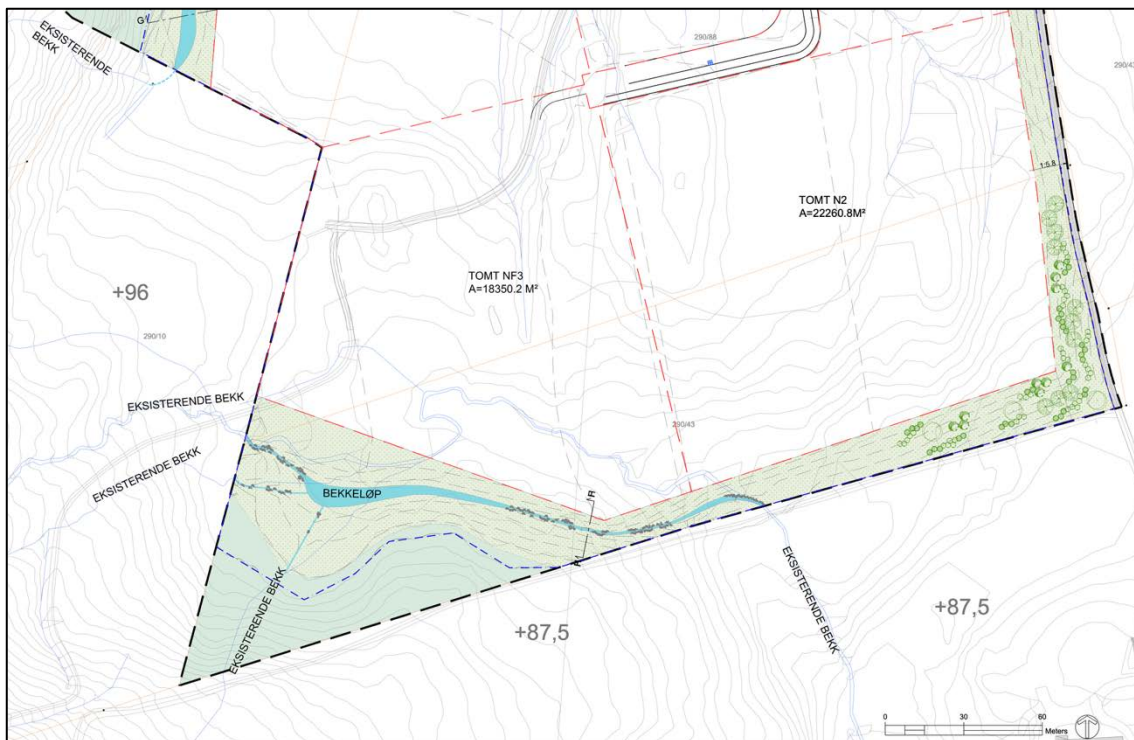 G
EKSISTERENDE
BEKK
290/88
1:5.8
TOMT N2
A=22260.8M²
TOMT NF3
A=18350.2 M²
+96
290/10
EKSISTERENDE BEKK
290/43
EKSISTERENDE BEKK
BEKKELØP
EKSISTERENDE BEKK
EKSISTERENDE BEKK
+87,5
+87,5
0 30 60
Meters